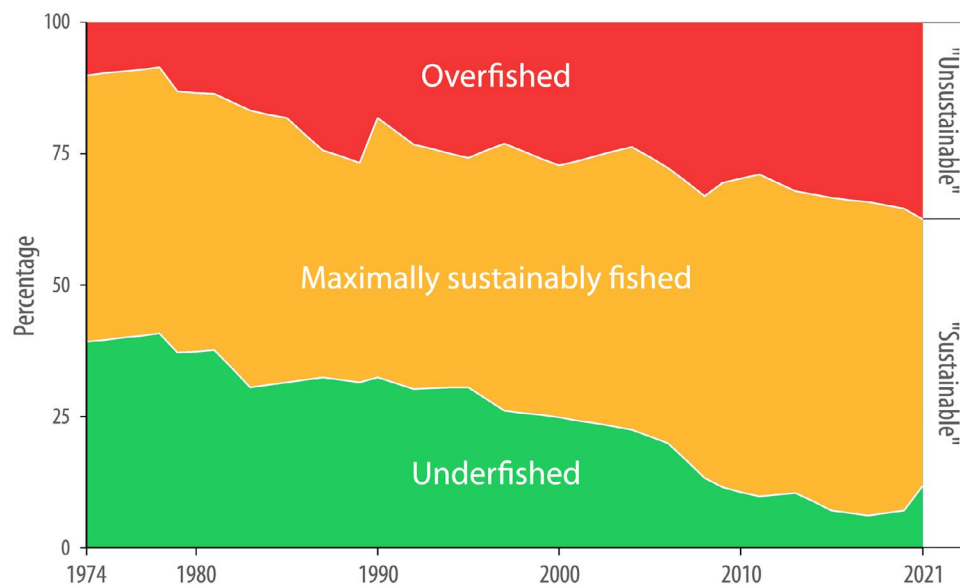 100
75
50
25
0
Percentage
Overfished
Maximally sustainably fished
Underfished
"Unsustainable"
"Sustainable"
1974
1980
1990
2000
2010
2021